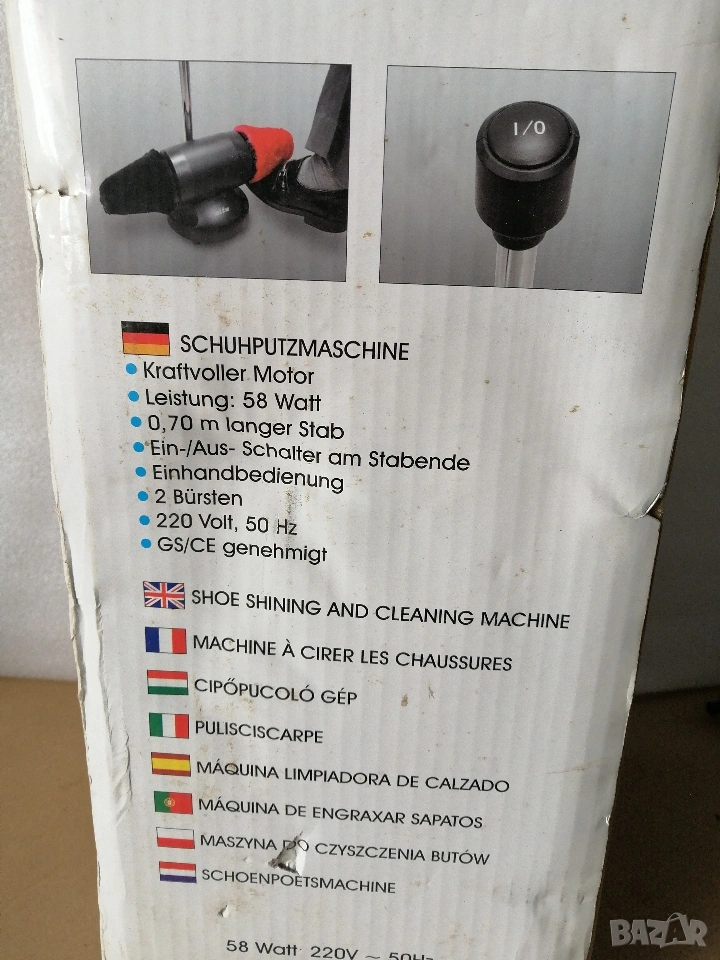 I/O
SCHUHPUTZMASCHINE
Kraftvoller Motor
Leistung: 58 Watt
0,70 m langer Stab
Ein-/Aus- Schalter am Stabende
Einhandbedienung
2 Bürsten
220 Volt, 50 Hz
GS/CE genehmigt
SHOE SHINING AND CLEANING MACHINE
MACHINE À CIRER LES CHAUSSURES
CIPŐPUCOLÓ GÉP
PULISCISCARPE
MÁQUINA LIMPIADORA DE CALZADO
MÁQUINA DE ENGRAXAR SAPATOS
MASZYNA DO CZYSZCZENIA BUTÓW
SCHOENPOETSMACHINE
58 Watt 220V ~ 50Hz
BAZAR